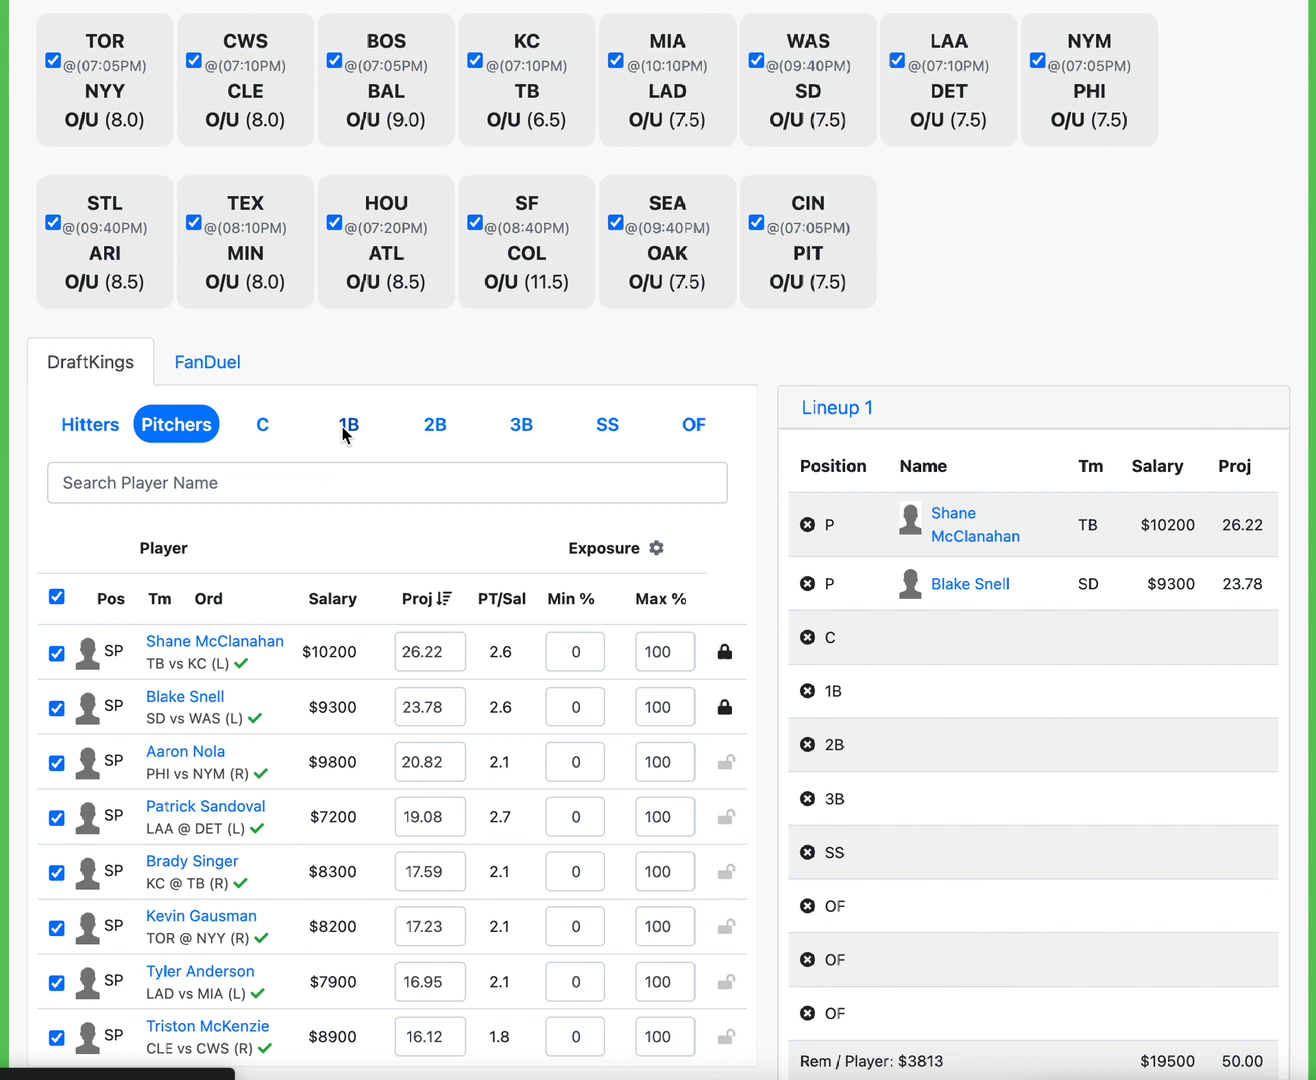 TOR CWS BOS KC MIA WAS LAA NYM
@(07:05PM) @(07:10PM) @(07:05PM) @(07:10PM) @(10:10PM) @(09:40PM) @(07:10PM) @(07:05PM)
NYY CLE BAL TB LAD SD DET PHI
O/U (8.0) O/U (8.0) O/U (9.0) O/U (6.5) O/U (7.5) O/U (7.5) O/U (7.5) O/U (7.5)
STL TEX HOU SF SEA CIN
@(09:40PM) @(08:10PM) @(07:20PM) @(08:40PM) @(09:40PM) @(07:05PM)
ARI MIN ATL COL OAK PIT
O/U (8.5) O/U (8.0) O/U (8.5) O/U (11.5) O/U (7.5) O/U (7.5)
DraftKings FanDuel
Hitters Pitchers C 1B 2B 3B SS OF
Search Player Name
Player Exposure
Pos Tm Ord Salary Proj PT/Sal Min % Max %
SP Shane McClanahan $10200 26.22 2.6 0 100
TB vs KC (L)
SP Blake Snell $9300 23.78 2.6 0 100
SD vs WAS (L)
SP Aaron Nola $9800 20.82 2.1 0 100
PHI vs NYM (R)
SP Patrick Sandoval $7200 19.08 2.7 0 100
LAA @ DET (L)
SP Brady Singer $8300 17.59 2.1 0 100
KC @ TB (R)
SP Kevin Gausman $8200 17.23 2.1 0 100
TOR @ NYY (R)
SP Tyler Anderson $7900 16.95 2.1 0 100
LAD vs MIA (L)
SP Triston McKenzie $8900 16.12 1.8 0 100
CLE vs CWS (R)
Lineup 1
Position Name Tm Salary Proj
P Shane McClanahan TB $10200 26.22
P Blake Snell SD $9300 23.78
C
1B
2B
3B
SS
OF
OF
OF
Rem / Player: $3813 $19500 50.00